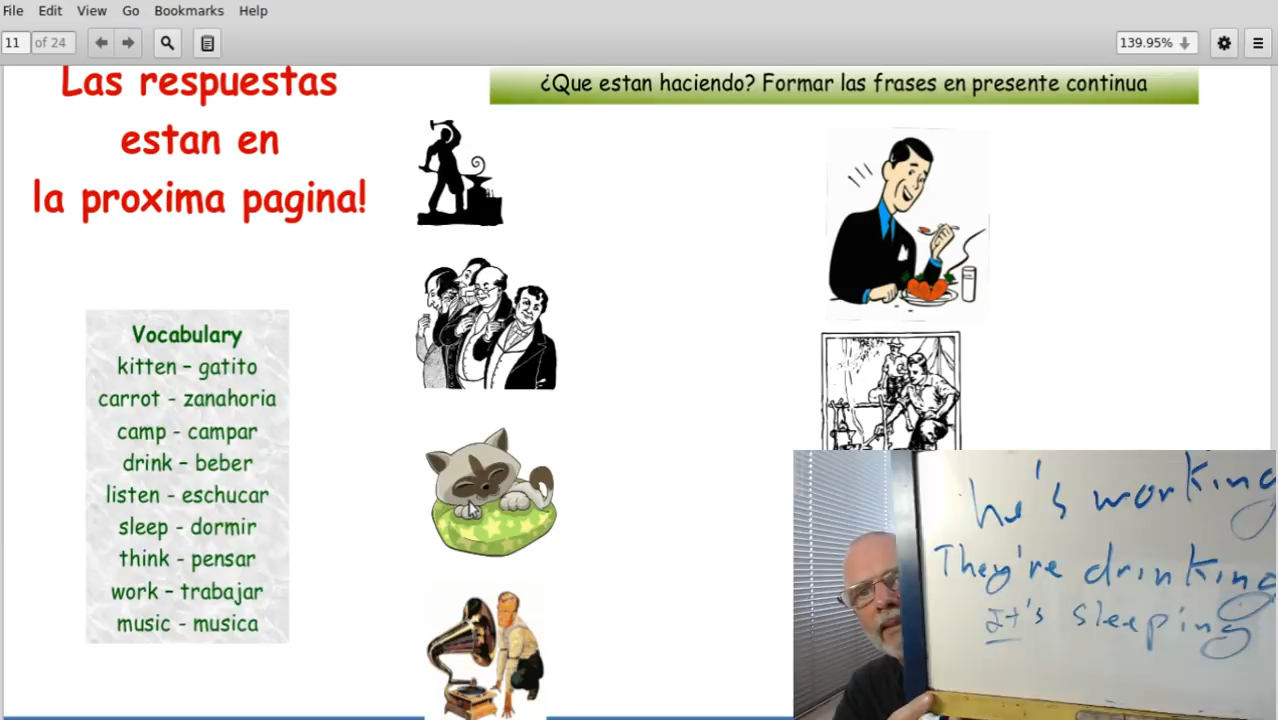 File Edit View Go Bookmarks Help
11 of 24
139.95%
Las respuestas
estan en
la proxima pagina!
¿Que estan haciendo? Formar las frases en presente continua
Vocabulary
kitten – gatito
carrot - zanahoria
camp - campar
drink – beber
listen - eschucar
sleep - dormir
think - pensar
work – trabajar
music - musica
he's working
They're drinking
It's sleeping